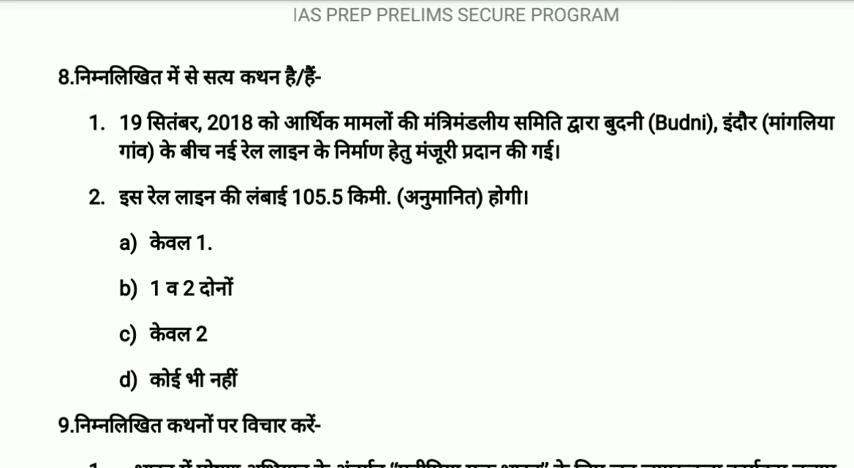 IAS PREP PRELIMS SECURE PROGRAM
8.निम्नलिखित में से सत्य कथन है/हैं-
1. 19 सितंबर, 2018 को आर्थिक मामलों की मंत्रिमंडलीय समिति द्वारा बुदनी (Budni), इंदौर (मांगलिया
गांव) के बीच नई रेल लाइन के निर्माण हेतु मंजूरी प्रदान की गई।
2. इस रेल लाइन की लंबाई 105.5 किमी. (अनुमानित) होगी।
a) केवल 1.
b) 1 व 2 दोनों
c) केवल 2
d) कोई भी नहीं
9.निम्नलिखित कथनों पर विचार करें-